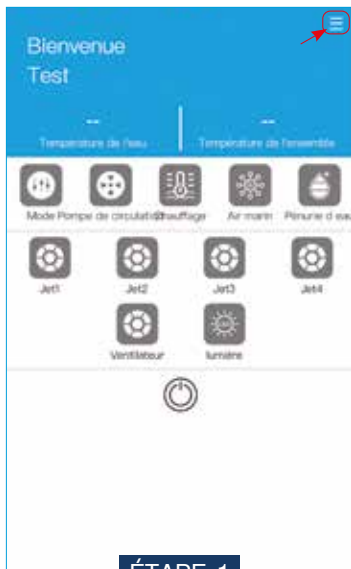 Bienvenue
Test
-- --
Température de l'eau Température de l'ensemble
Mode Pompe de circulation Chauffage Air marin Pénurie d eau
Jet1 Jet2 Jet3 Jet4
Ventilateur lumière
ÉTAPE 1